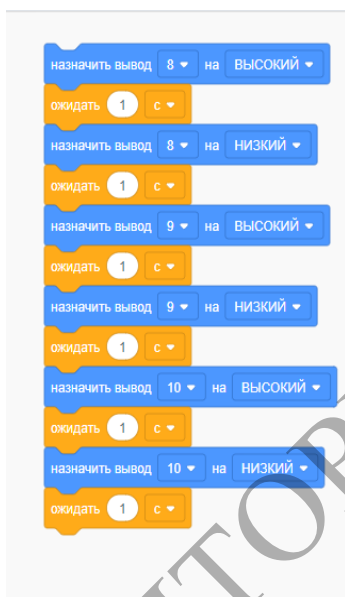 назначить вывод 8 на ВЫСОКИЙ
ожидать 1 с
назначить вывод 8 на НИЗКИЙ
ожидать 1 с
назначить вывод 9 на ВЫСОКИЙ
ожидать 1 с
назначить вывод 9 на НИЗКИЙ
ожидать 1 с
назначить вывод 10 на ВЫСОКИЙ
ожидать 1 с
назначить вывод 10 на НИЗКИЙ
ожидать 1 с